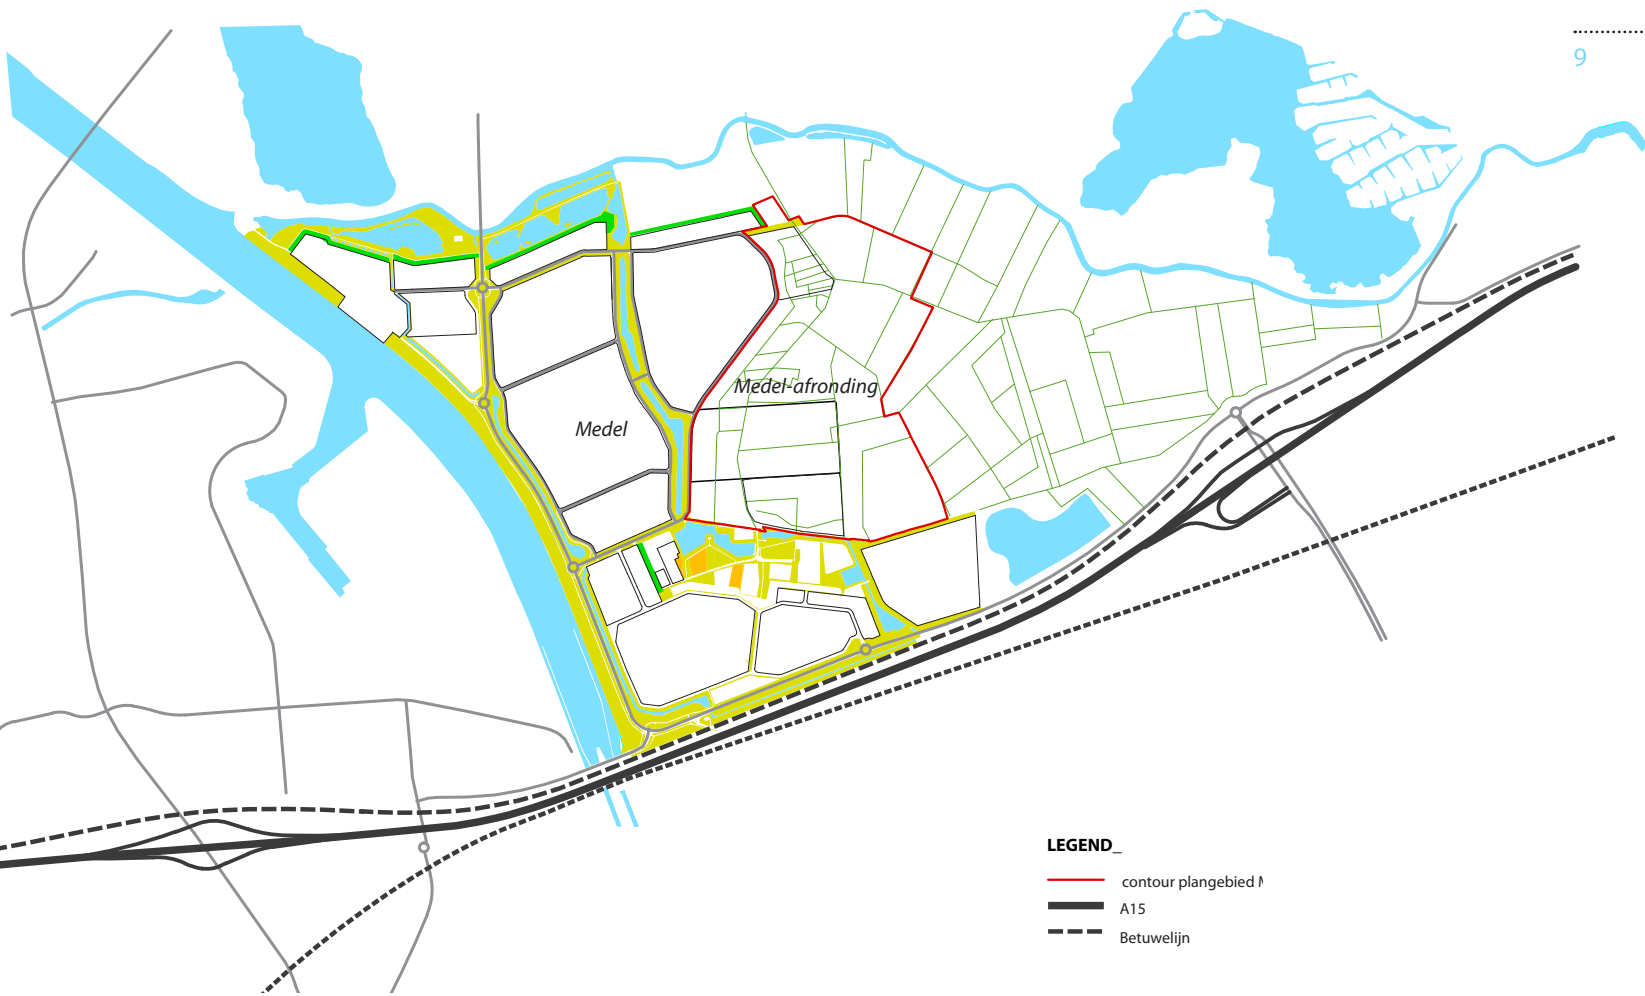 9
Medel-afronding
Medel
LEGEND_
contour plangebied
A15
Betuwelijn